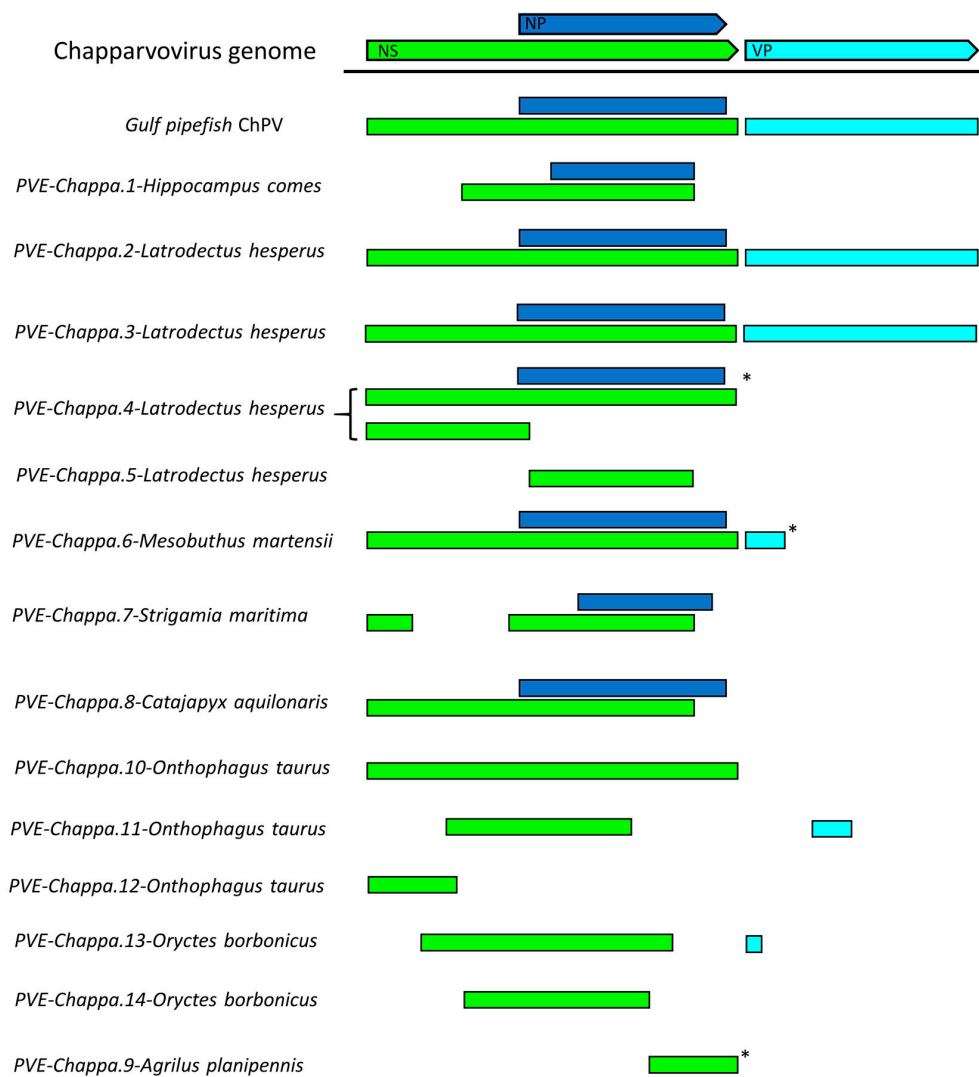 NP
Chapparvovirus genome
NS
VP
Gulf pipefish ChPV
PVE-Chappa.1-Hippocampus comes
PVE-Chappa.2-Latrodectus hesperus
PVE-Chappa.3-Latrodectus hesperus
*
PVE-Chappa.4-Latrodectus hesperus
PVE-Chappa.5-Latrodectus hesperus
PVE-Chappa.6-Mesobuthus martensii *
PVE-Chappa.7-Strigamia maritima
PVE-Chappa.8-Catajapyx aquilonaris
PVE-Chappa.10-Onthophagus taurus
PVE-Chappa.11-Onthophagus taurus
PVE-Chappa.12-Onthophagus taurus
PVE-Chappa.13-Oryctes borbonicus
PVE-Chappa.14-Oryctes borbonicus
PVE-Chappa.9-Agrilus planipennis *